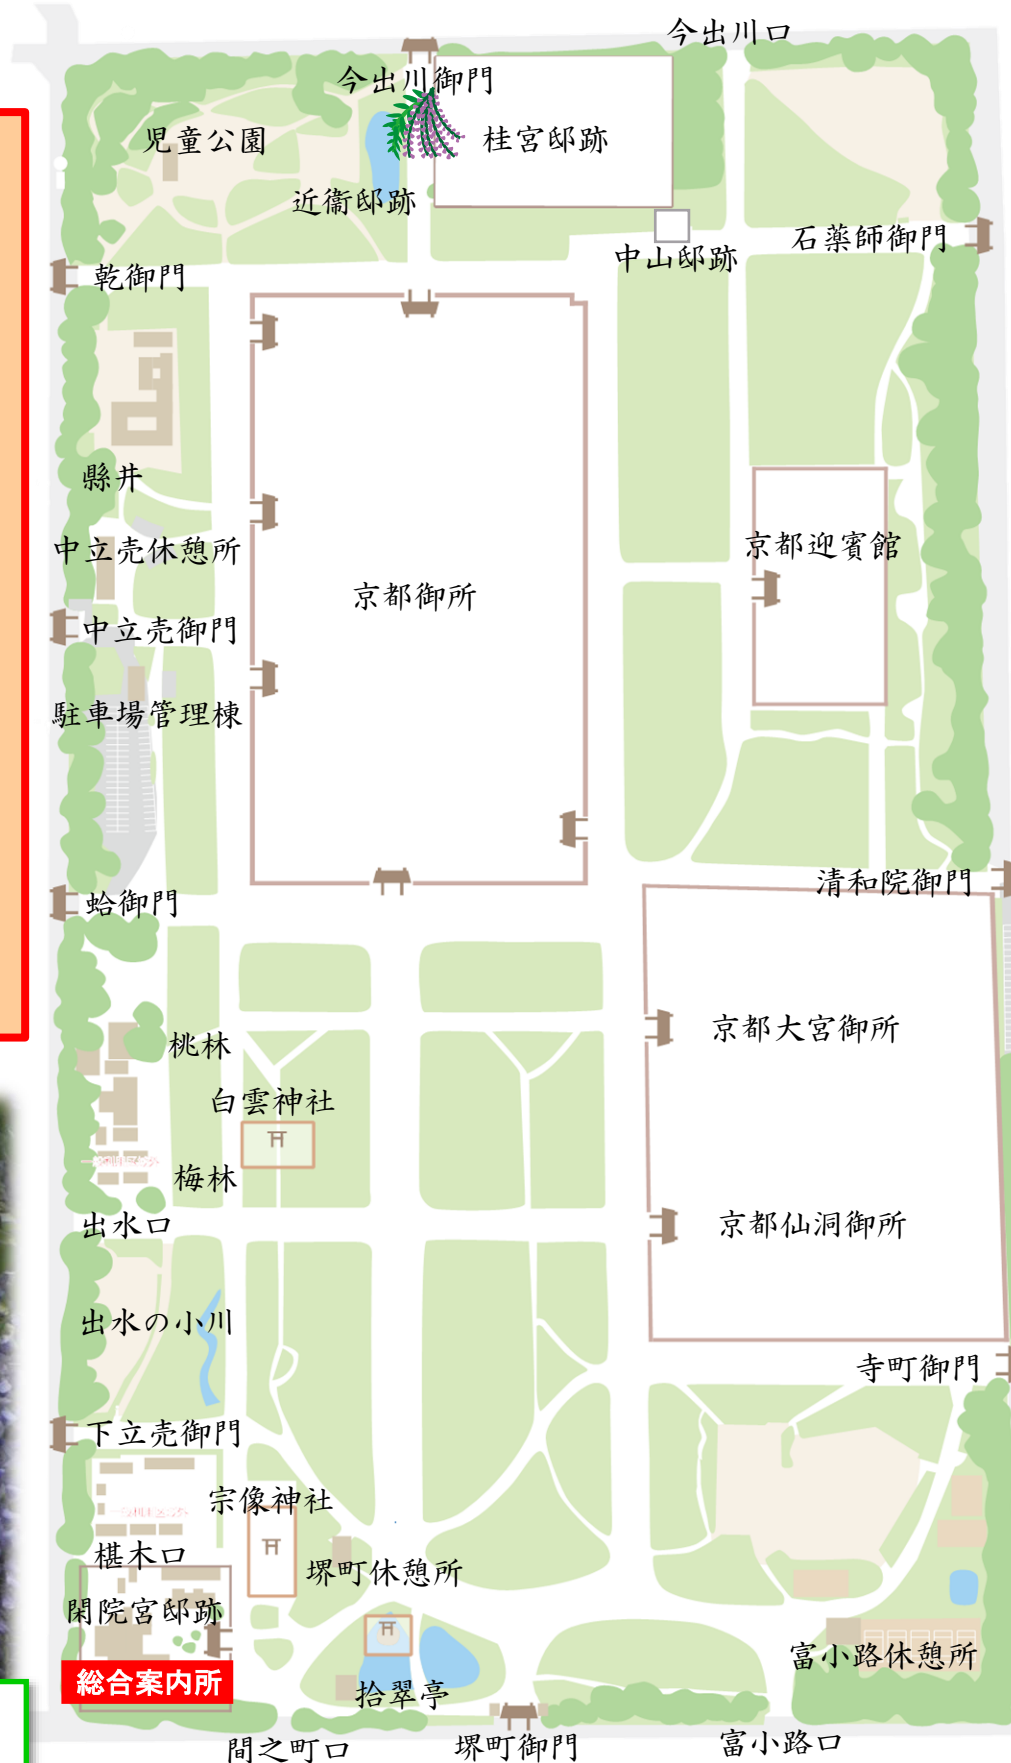 今出川口
今出川御門
児童公園
桂宮邸跡
近衞邸跡
石薬師御門
中山邸跡
乾御門
縣井
中立売休憩所
京都迎賓館
京都御所
中立売御門
駐車場管理棟
清和院御門
蛤御門
京都大宮御所
桃林
白雲神社
梅林
出水口
京都仙洞御所
出水の小川
寺町御門
下立売御門
宗像神社
椹木口
堺町休憩所
閑院宮邸跡
富小路休憩所
総合案内所
拾翠亭
間之町口
堺町御門
富小路口